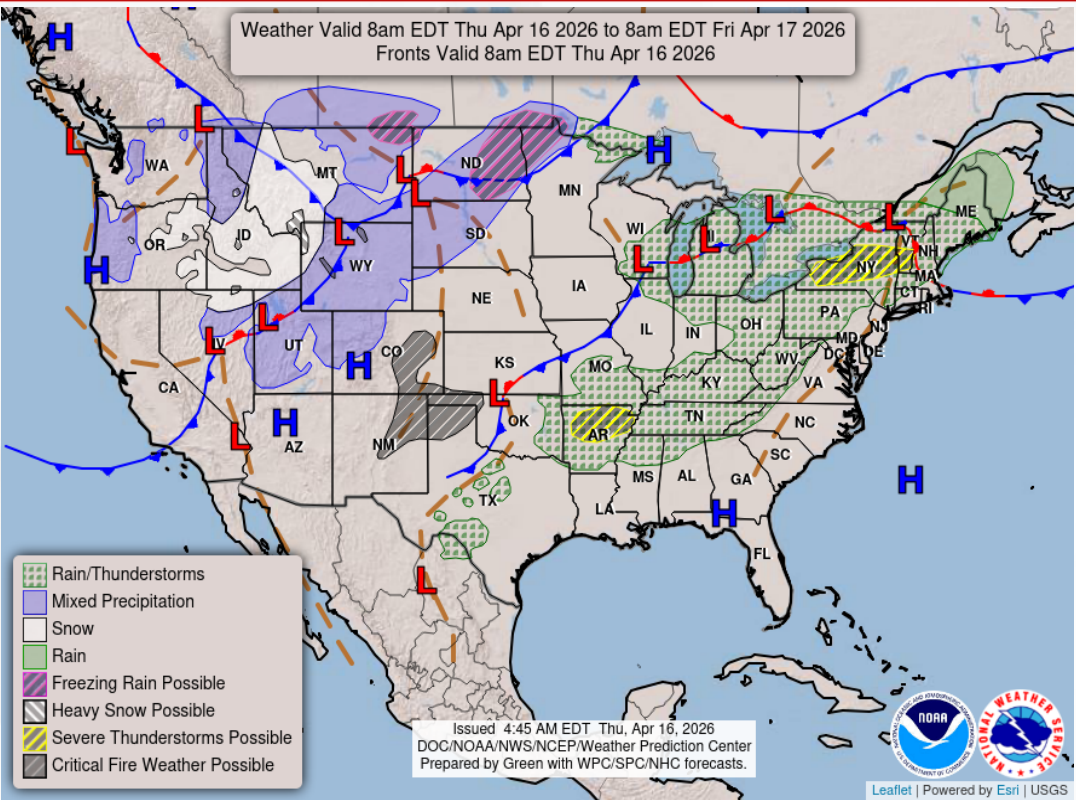 Weather Valid 8am EDT Thu Apr 16 2026 to 8am EDT Fri Apr 17 2026
Fronts Valid 8am EDT Thu Apr 16 2026
H
L
L
WA
MT
L
ND
MN
H
L
ME
OR
ID
L
WY
SD
WI
L
MI
L
L
VT
NH
NY
MA
H
NE
IA
CT
RI
PA
L
L
NV
UT
H
CO
IL
IN
OH
NJ
MD
DE
DC
WV
VA
CA
KS
MO
KY
L
OK
AR
TN
NC
H
AZ
L
NM
MS
AL
GA
SC
TX
LA
H
H
FL
L
Rain/Thunderstorms
Mixed Precipitation
Snow
Rain
Freezing Rain Possible
Heavy Snow Possible
Severe Thunderstorms Possible
Critical Fire Weather Possible
Issued 4:45 AM EDT Thu, Apr 16, 2026
DOC/NOAA/NWS/NCEP/Weather Prediction Center
Prepared by Green with WPC/SPC/NHC forecasts.
NOAA
NATIONAL WEATHER SERVICE
Leaflet | Powered by Esri | USGS